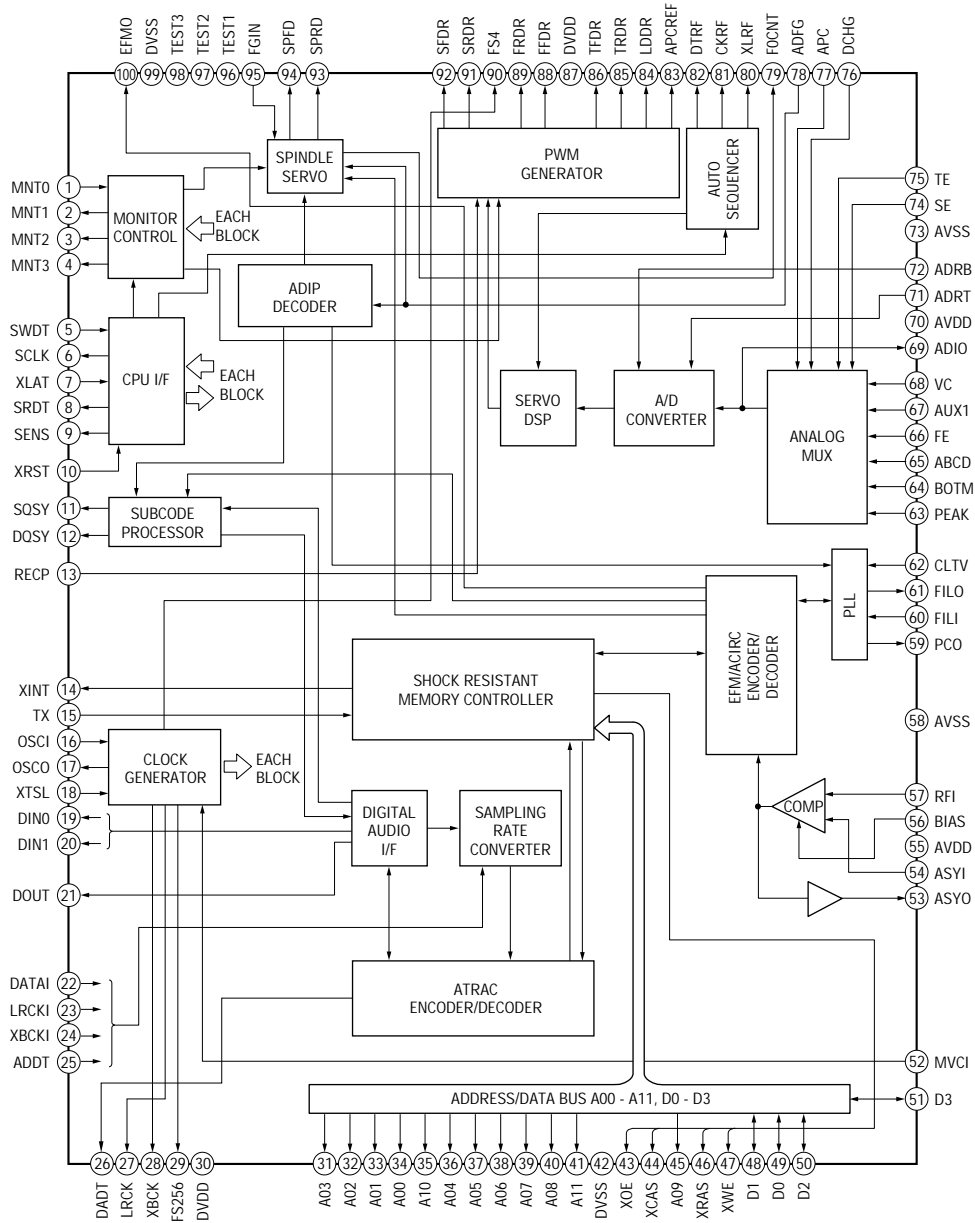 EFMO
DVSS
TEST3
TEST2
TEST1
FGIN
SPFD
SPRD
SFDR
SRDR
FS4
FRDR
FFDR
DVDD
TFDR
TRDR
LDDR
APCREF
DTRF
CKRF
XLRF
F0CNT
ADFG
APC
DCHG
100 99 98 97 96 95 94 93 92 91 90 89 88 87 86 85 84 83 82 81 80 79 78 77 76
MNT0 1
MNT1 2
MNT2 3
MNT3 4
SWDT 5
SCLK 6
XLAT 7
SRDT 8
SENS 9
XRST 10
SQSY 11
DQSY 12
RECP 13
XINT 14
TX 15
OSCI 16
OSCO 17
XTSL 18
DIN0 19
DIN1 20
DOUT 21
DATAI 22
LRCKI 23
XBCKI 24
ADDT 25
MONITOR
CONTROL
EACH
BLOCK
SPINDLE
SERVO
PWM
GENERATOR
AUTO
SEQUENCER
ADIP
DECODER
CPU I/F
EACH
BLOCK
SERVO
DSP
A/D
CONVERTER
ANALOG
MUX
SUBCODE
PROCESSOR
PLL
EFM/ACIRC
ENCODER/
DECODER
SHOCK RESISTANT
MEMORY CONTROLLER
CLOCK
GENERATOR
EACH
BLOCK
DIGITAL
AUDIO
I/F
SAMPLING
RATE
CONVERTER
COMP
ATRAC
ENCODER/DECODER
ADDRESS/DATA BUS A00 - A11, D0 - D3
75 TE
74 SE
73 AVSS
72 ADRB
71 ADRT
70 AVDD
69 ADIO
68 VC
67 AUX1
66 FE
65 ABCD
64 BOTM
63 PEAK
62 CLTV
61 FILO
60 FILI
59 PCO
58 AVSS
57 RFI
56 BIAS
55 AVDD
54 ASYI
53 ASYO
52 MVCI
51 D3
26 27 28 29 30 31 32 33 34 35 36 37 38 39 40 41 42 43 44 45 46 47 48 49 50
DADT
LRCK
XBCK
FS256
DVDD
A03
A02
A01
A00
A10
A04
A05
A06
A07
A08
A11
DVSS
XOE
XCAS
A09
XRAS
XWE
D1
D0
D2